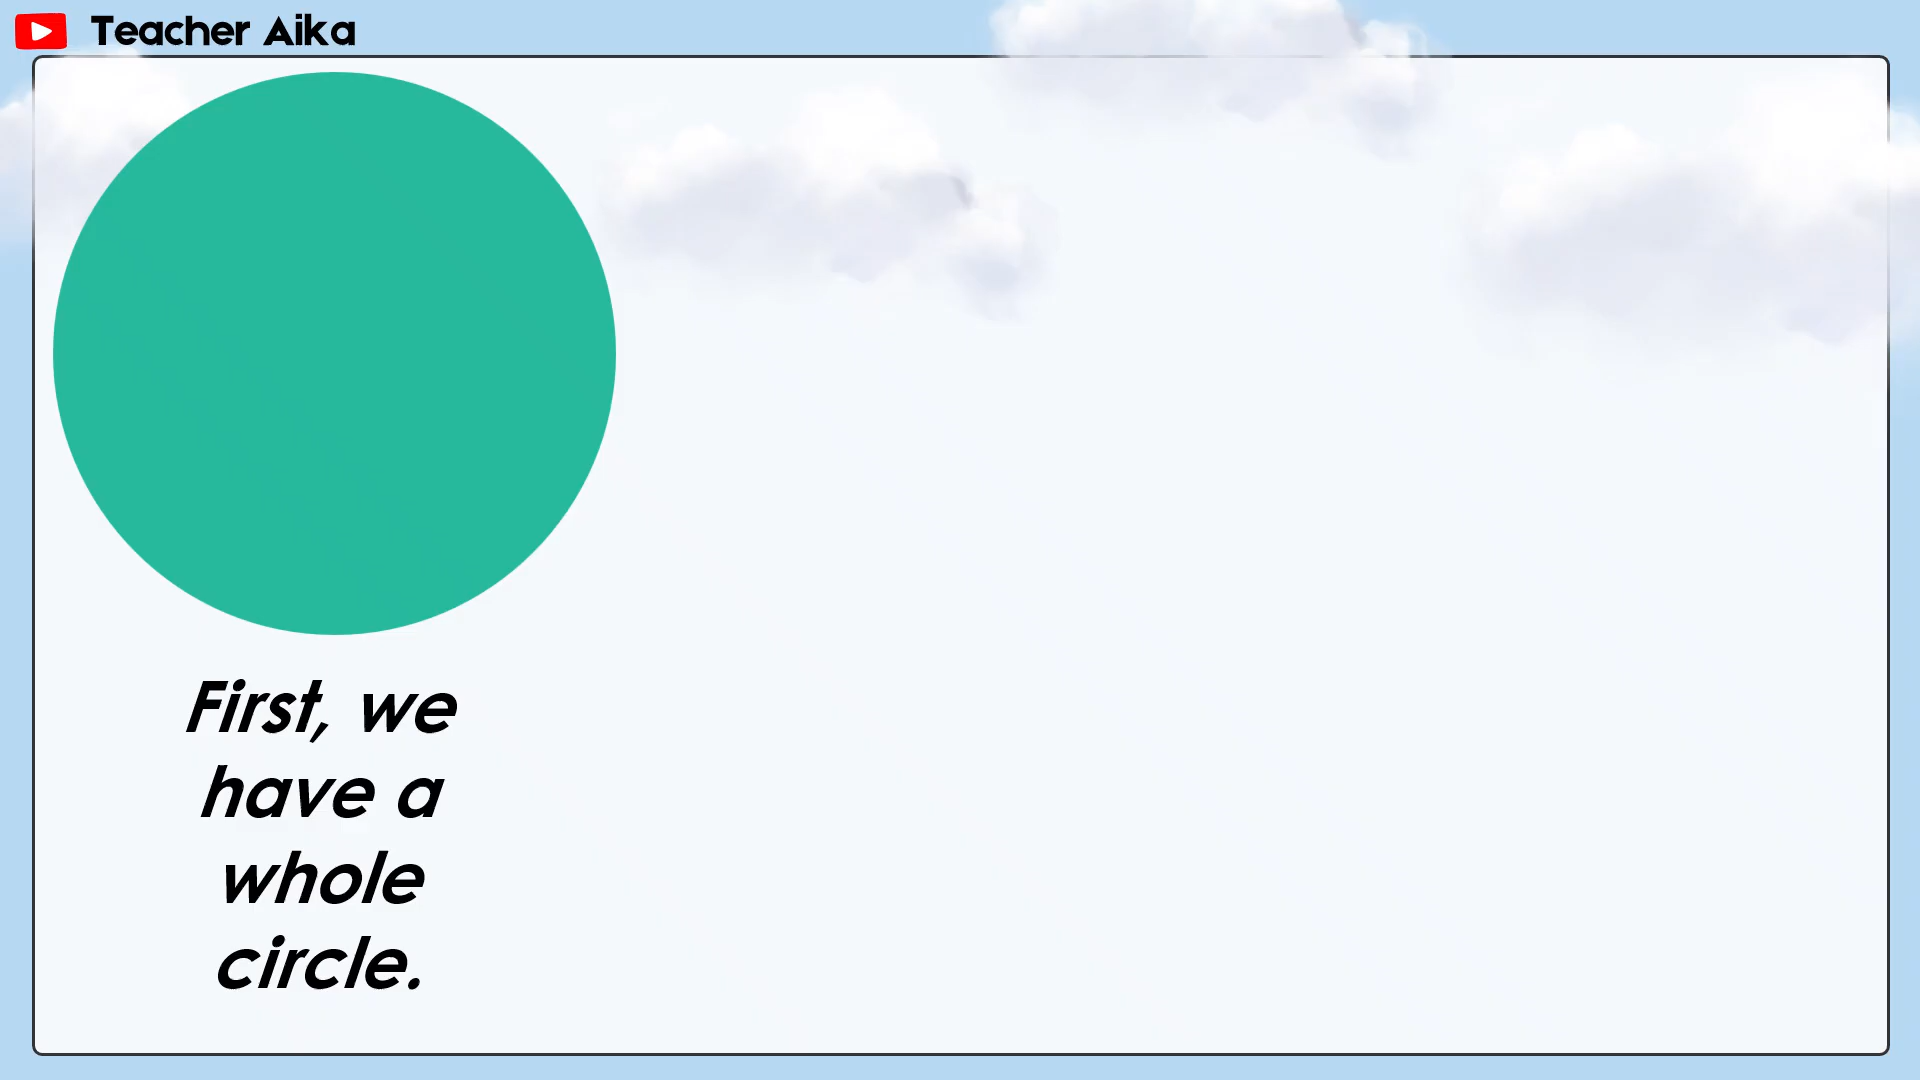 Teacher Aika
First, we
have a
whole
circle.